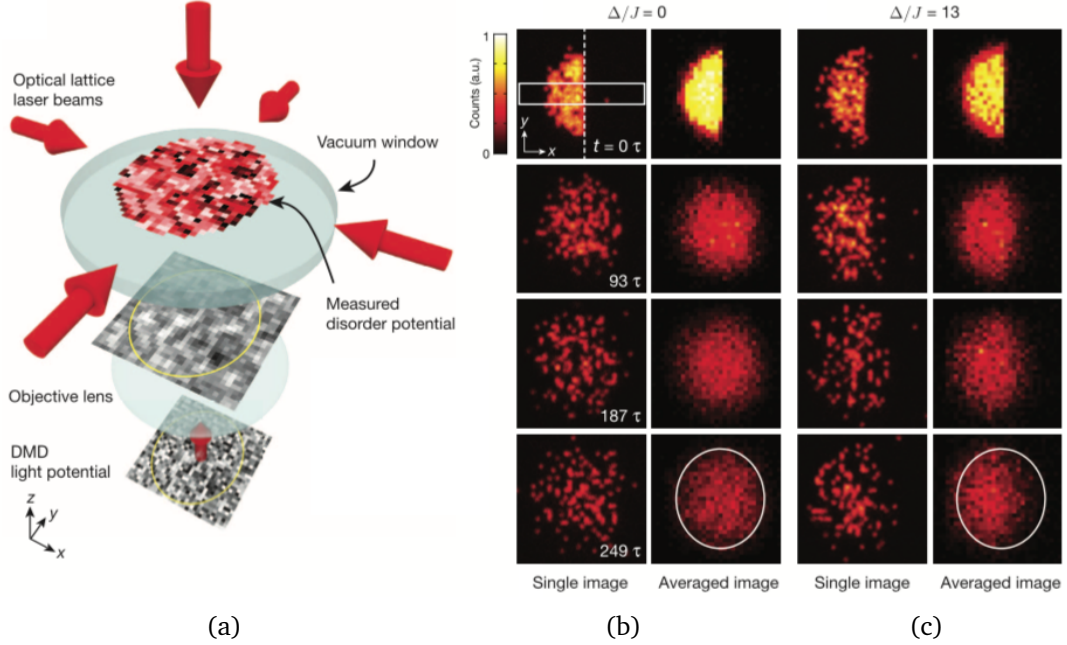 Optical lattice
laser beams
Vacuum window
Measured
disorder potential
Objective lens
DMD
light potential
z
y
x
(a)
Δ/J = 0
Δ/J = 13
Counts (a.u.)
1
0
y
x
t = 0 τ
93 τ
187 τ
249 τ
Single image
Averaged image
Single image
Averaged image
(b)
(c)